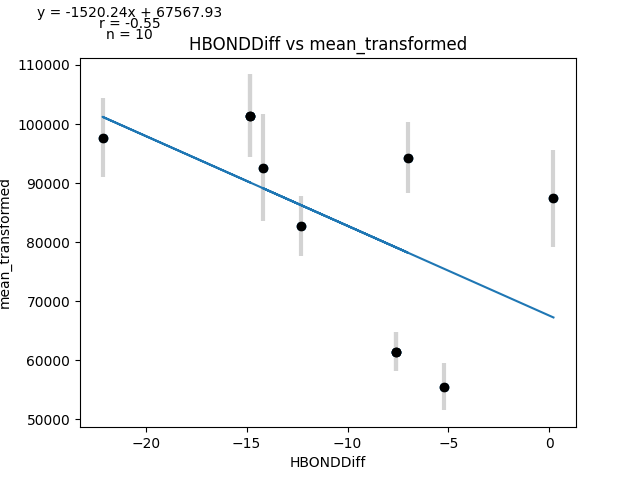 y = -1520.24x + 67567.93
r = -0.55
n = 10
HBONDDiff vs mean_transformed
110000
100000
90000
80000
70000
60000
50000
mean_transformed
−20
−15
−10
−5
0
HBONDDiff